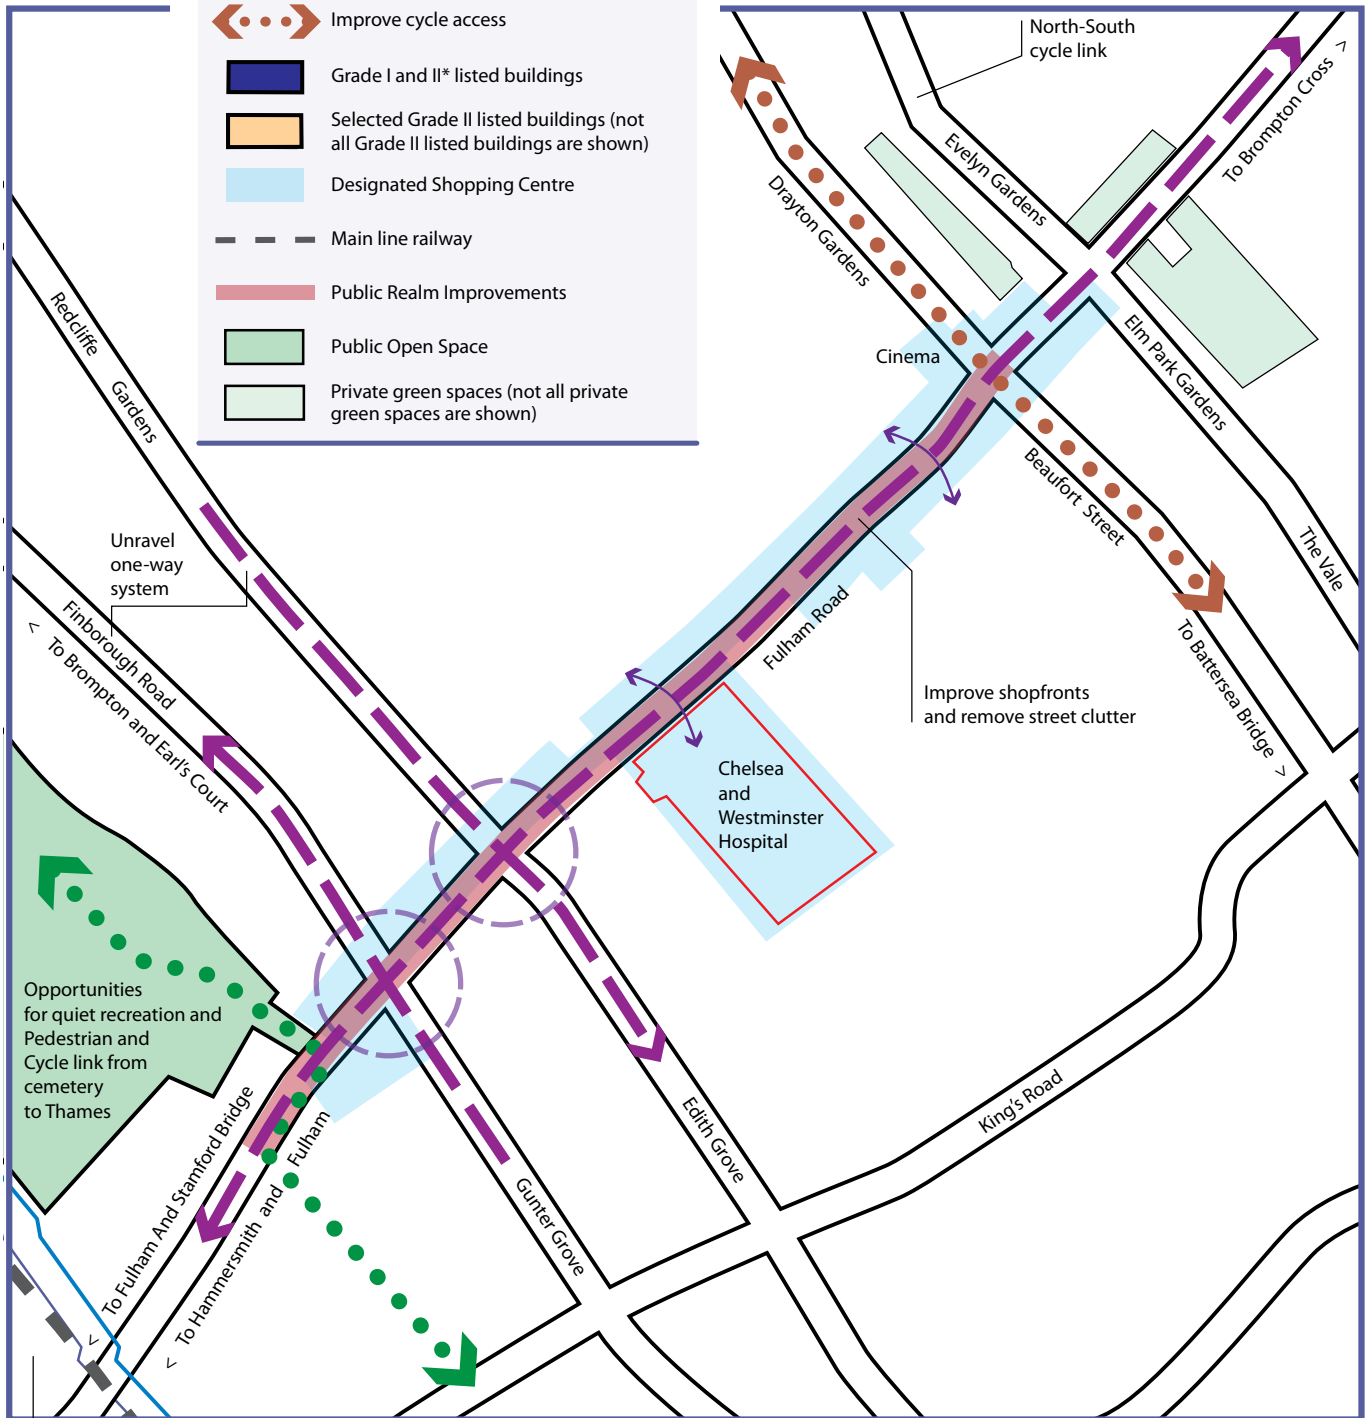 Improve cycle access
Grade I and II* listed buildings
Selected Grade II listed buildings (not
all Grade II listed buildings are shown)
Designated Shopping Centre
Main line railway
Public Realm Improvements
Public Open Space
Private green spaces (not all private
green spaces are shown)
North-South
cycle link
To Brompton Cross >
Evelyn Gardens
Drayton Gardens
Cinema
Elm Park Gardens
Beaufort Street
The Vale
To Battersea Bridge >
Redcliffe Gardens
Unravel
one-way
system
Finborough Road
< To Brompton and Earl's Court
Fulham Road
Improve shopfronts
and remove street clutter
Chelsea
and
Westminster
Hospital
Opportunities
for quiet recreation and
Pedestrian and
Cycle link from
cemetery
to Thames
< To Fulham And Stamford Bridge
< To Hammersmith and Fulham
Gunter Grove
Edith Grove
King's Road